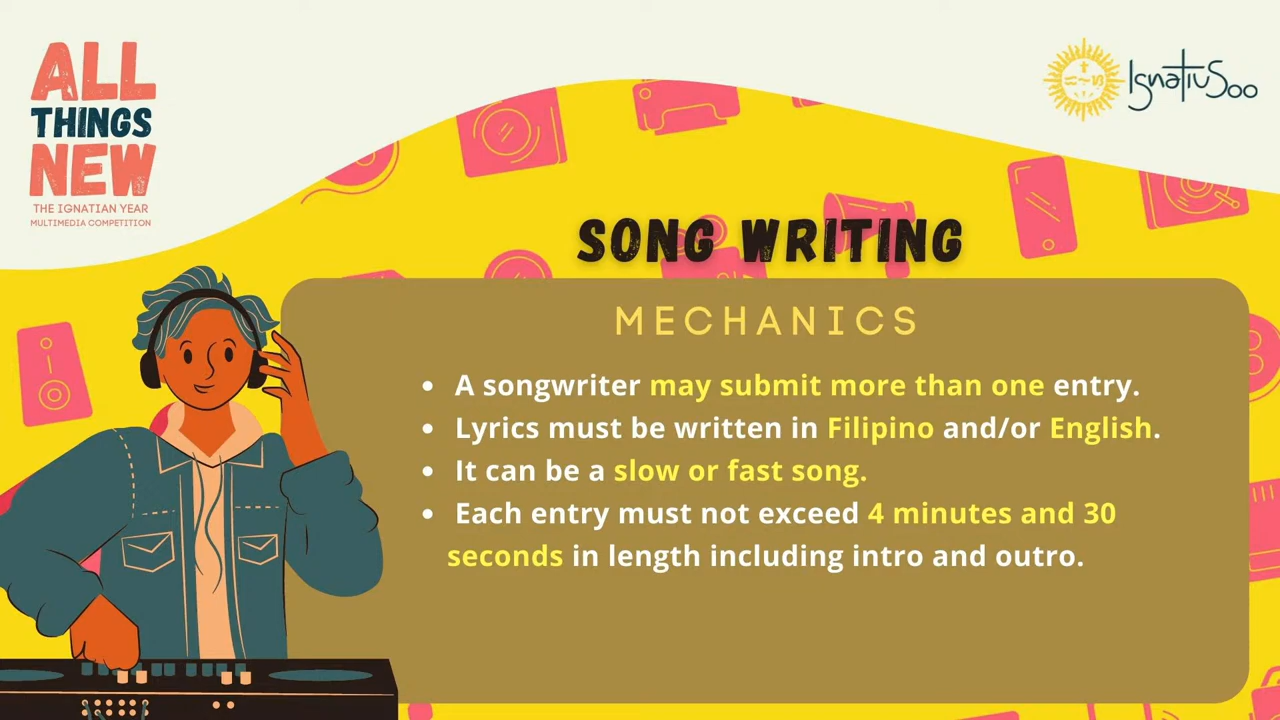 ALL
THINGS
NEW
THE IGNATIAN YEAR
MULTIMEDIA COMPETITION
IgnatiuSoo
SONG WRITING
MECHANICS
• A songwriter may submit more than one entry.
• Lyrics must be written in Filipino and/or English.
• It can be a slow or fast song.
• Each entry must not exceed 4 minutes and 30
seconds in length including intro and outro.